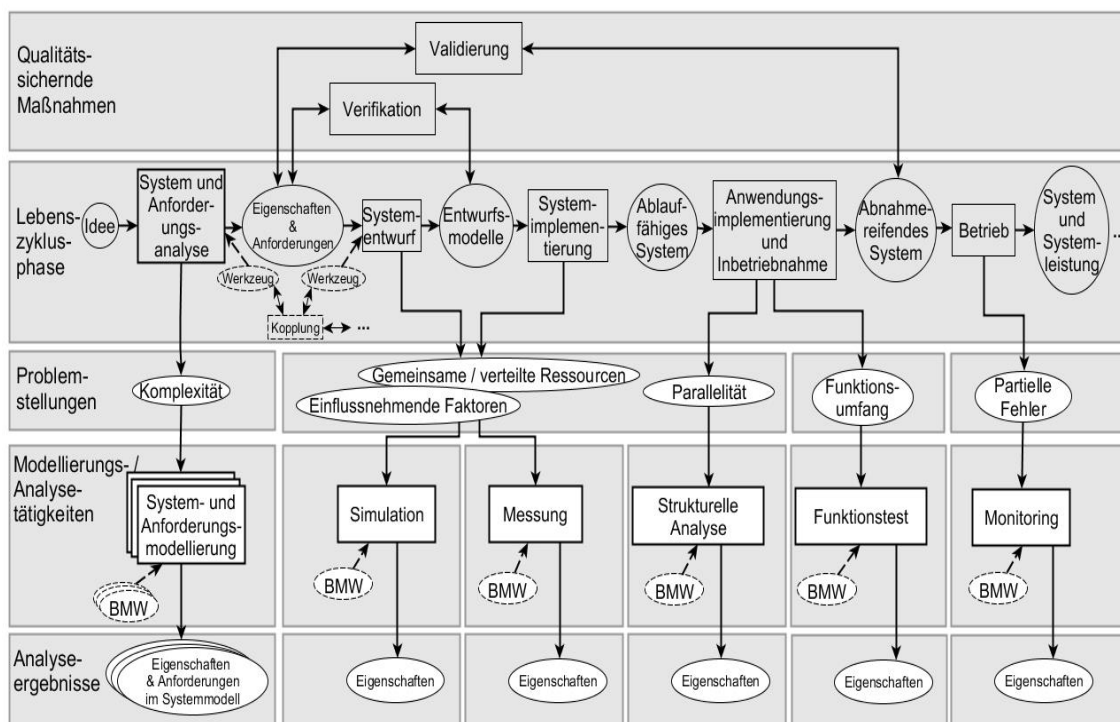 Qualitäts-
sichernde
Maßnahmen
Validierung
Verifikation
Lebens-
zyklus-
phase
Idee
System und
Anforder-
ungs-
analyse
Eigenschaften
&
Anforderungen
System-
entwurf
Entwurfs-
modelle
System-
implemen-
tierung
Ablauf-
fähiges
System
Anwendungs-
implementierung
und
Inbetriebnahme
Abnahme-
reifendes
System
Betrieb
System
und
System-
leistung
...
Werkzeug
Werkzeug
Kopplung
...
Problem-
stellungen
Komplexität
Gemeinsame / verteilte Ressourcen
Einflussnehmende Faktoren
Parallelität
Funktions-
umfang
Partielle
Fehler
Modellierungs- /
Analyse-
tätigkeiten
System- und
Anforderungs-
modellierung
Simulation
Messung
Strukturelle
Analyse
Funktionstest
Monitoring
BMW
BMW
BMW
BMW
BMW
BMW
Analyse-
ergebnisse
Eigenschaften
& Anforderungen
im Systemmodell
Eigenschaften
Eigenschaften
Eigenschaften
Eigenschaften
Eigenschaften